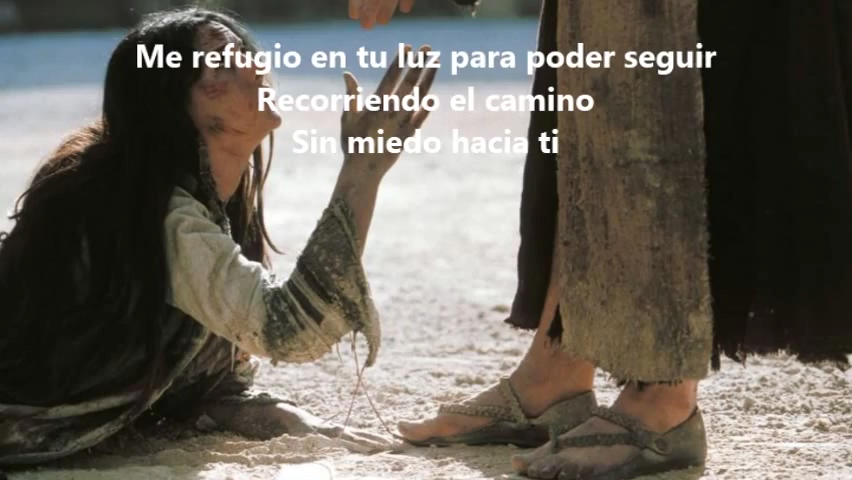 Me refugio en tu luz para poder seguir
Recorriendo el camino
Sin miedo hacia ti